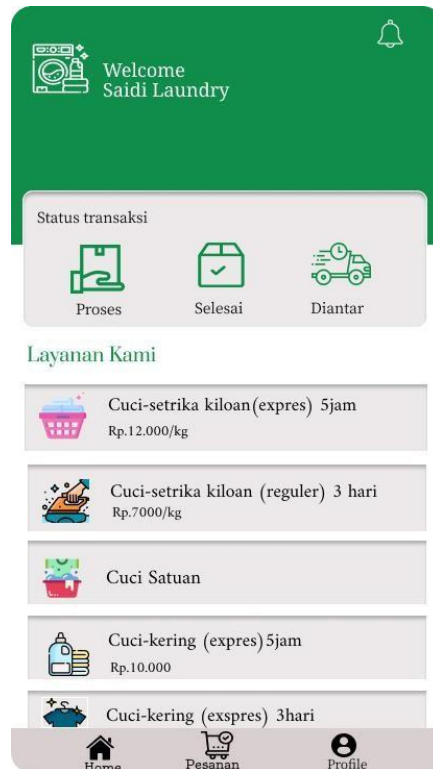 Welcome
Saidi Laundry
Status transaksi
Proses
Selesai
Diantar
Layanan Kami
Cuci-setrika kiloan(expres) 5jam
Rp.12.000/kg
Cuci-setrika kiloan (reguler) 3 hari
Rp.7000/kg
Cuci Satuan
Cuci-kering (expres)5jam
Rp.10.000
Cuci-kering (exspres) 3hari
Home
Pesanan
Profile